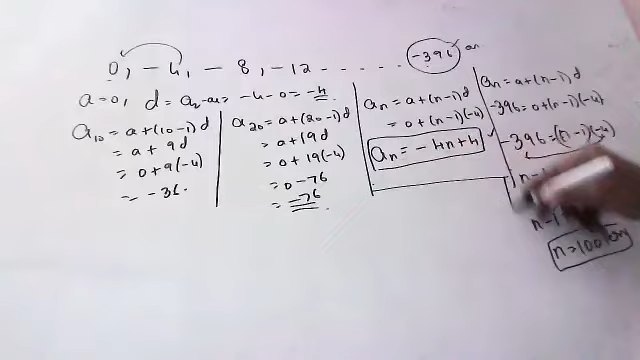 0, -4, -8, -12 . . . . . . -396 an
a=0, d= a2-a1= -4-0= -4
a10 = a+(10-1)d
= a + 9d
= 0+9(-4)
= -36.
a20 = a+(20-1)d
= a+19d
= 0+19(-4)
= 0-76
= -76
an = a+(n-1)d
= 0+(n-1)(-4)
an = -4n+4
an = a+(n-1)d
-396 = 0+(n-1)(-4)
-396 = (n-1)(-4)
n-1
n=100